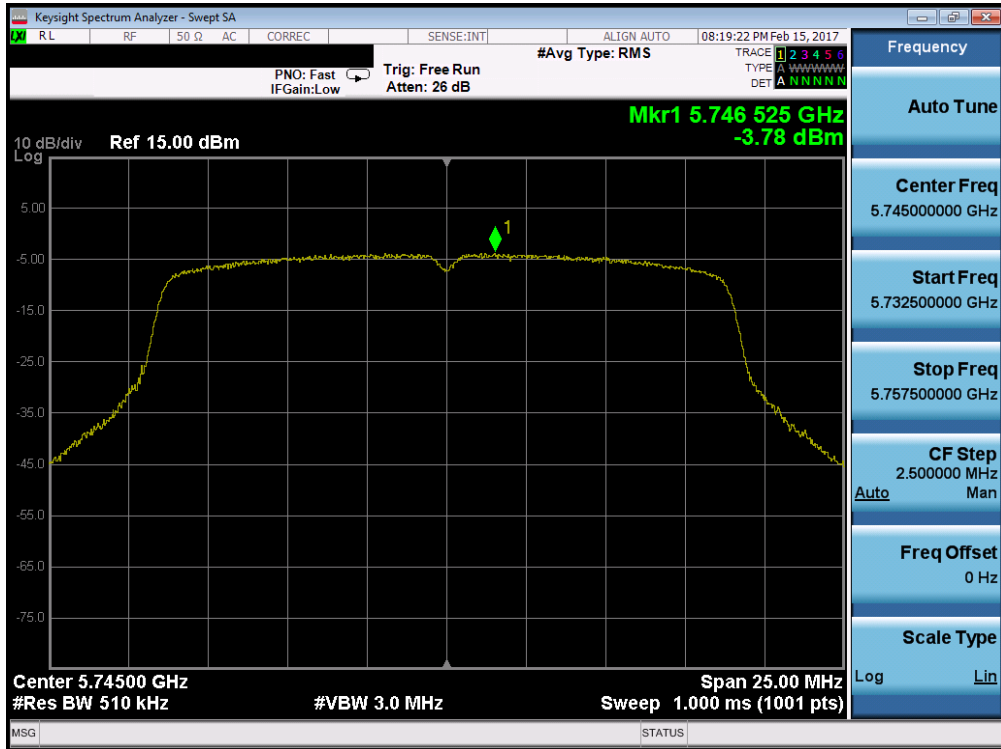 Keysight Spectrum Analyzer - Swept SA
LXI RL RF 50 Ω AC CORREC SENSE:INT ALIGN AUTO 08:19:22 PM Feb 15, 2017
PNO: Fast
IFGain:Low
Trig: Free Run
Atten: 26 dB
#Avg Type: RMS
TRACE 1 2 3 4 5 6
TYPE A WWWWW
DET A N N N N N
Mkr1 5.746 525 GHz
-3.78 dBm
10 dB/div
Log
Ref 15.00 dBm
5.00
-5.00
-15.0
-25.0
-35.0
-45.0
-55.0
-65.0
-75.0
1
Center 5.74500 GHz
#Res BW 510 kHz
#VBW 3.0 MHz
Span 25.00 MHz
Sweep 1.000 ms (1001 pts)
MSG
STATUS
Frequency
Auto Tune
Center Freq
5.745000000 GHz
Start Freq
5.732500000 GHz
Stop Freq
5.757500000 GHz
CF Step
2.500000 MHz
Auto Man
Freq Offset
0 Hz
Scale Type
Log Lin